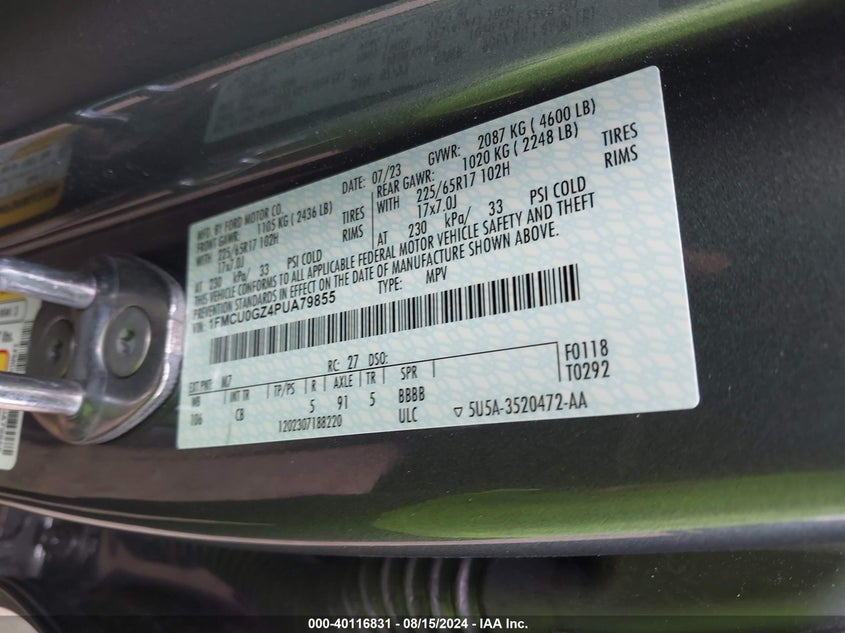 MFD. BY FORD MOTOR CO.
DATE: 07/23 GVWR: 2087 KG ( 4600 LB)
FRONT GAWR: 1105 KG ( 2436 LB) REAR GAWR: 1020 KG ( 2248 LB)
WITH 225/65R17 102H TIRES WITH 225/65R17 102H TIRES
17x7.0J RIMS 17x7.0J RIMS
AT 230 kPa/ 33 PSI COLD AT 230 kPa/ 33 PSI COLD
THIS VEHICLE CONFORMS TO ALL APPLICABLE FEDERAL MOTOR VEHICLE SAFETY AND THEFT
PREVENTION STANDARDS IN EFFECT ON THE DATE OF MANUFACTURE SHOWN ABOVE.
VIN: 1FMCU0GZ4PUA79855 TYPE: MPV
EXT PNT: M7 RC: 27 DSO: F0118
WB INT TR TP/PS R AXLE TR SPR T0292
106 CB 5 91 5 BBBB
1202307188220 ULC ▽ 5U5A-3520472-AA
000-40116831 - 08/15/2024 - IAA Inc.